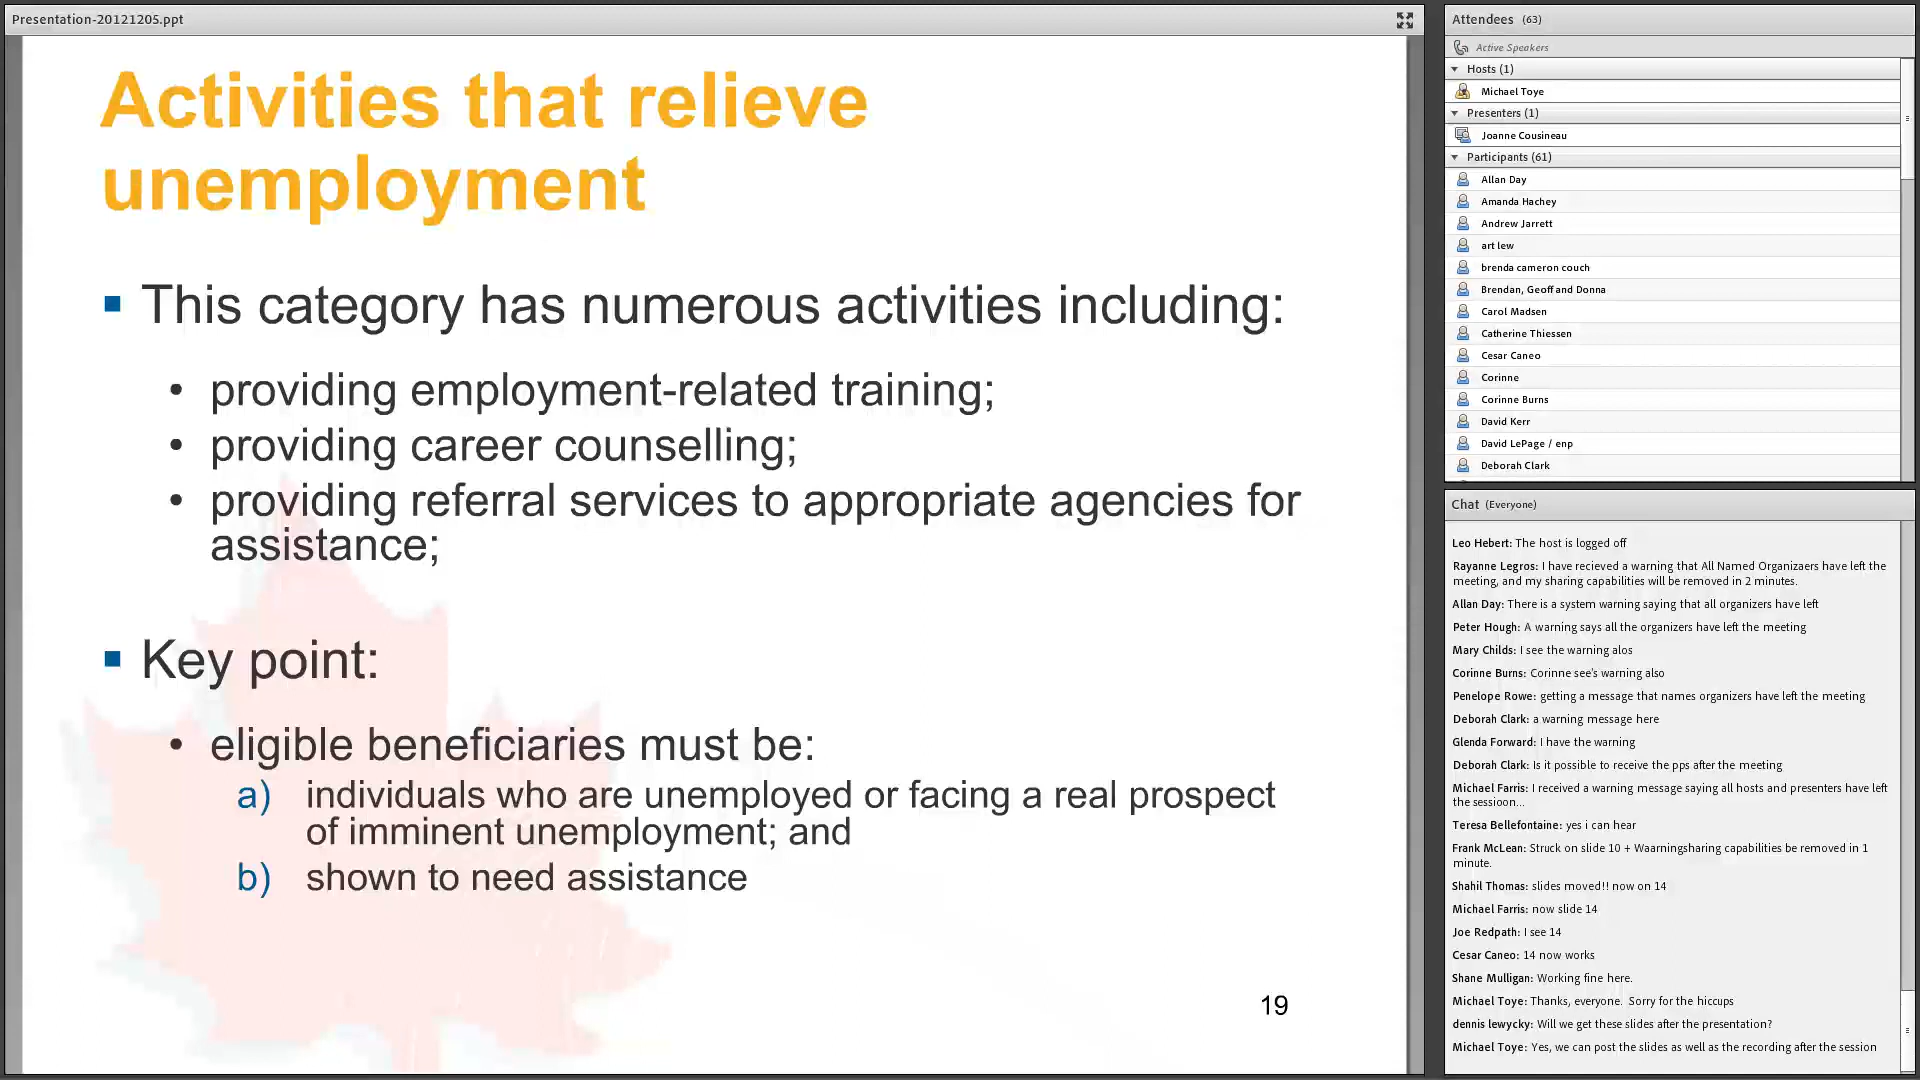 Presentation-20121205.ppt
Activities that relieve
unemployment
This category has numerous activities including:
• providing employment-related training;
• providing career counselling;
• providing referral services to appropriate agencies for
assistance;
Key point:
• eligible beneficiaries must be:
a) individuals who are unemployed or facing a real prospect
of imminent unemployment; and
b) shown to need assistance
19
Attendees (63)
Active Speakers
Hosts (1)
Michael Toye
Presenters (1)
Joanne Cousineau
Participants (61)
Allan Day
Amanda Hachey
Andrew Jarrett
art lew
brenda cameron couch
Brendan, Geoff and Donna
Carol Madsen
Catherine Thiessen
Cesar Caneo
Corinne
Corinne Burns
David Kerr
David LePage / enp
Deborah Clark
Chat (Everyone)
Leo Hebert: The host is logged off
Rayanne Legros: I have recieved a warning that All Named Organizaers have left the
meeting, and my sharing capabilities will be removed in 2 minutes.
Allan Day: There is a system warning saying that all organizers have left
Peter Hough: A warning says all the organizers have left the meeting
Mary Childs: I see the warning alos
Corinne Burns: Corinne see's warning also
Penelope Rowe: getting a message that names organizers have left the meeting
Deborah Clark: a warning message here
Glenda Forward: I have the warning
Deborah Clark: Is it possible to receive the pps after the meeting
Michael Farris: I received a warning message saying all hosts and presenters have left
the sessioon...
Teresa Bellefontaine: yes i can hear
Frank McLean: Struck on slide 10 + Waarningsharing capabilities be removed in 1
minute.
Shahil Thomas: slides moved!! now on 14
Michael Farris: now slide 14
Joe Redpath: I see 14
Cesar Caneo: 14 now works
Shane Mulligan: Working fine here.
Michael Toye: Thanks, everyone. Sorry for the hiccups
dennis lewycky: Will we get these slides after the presentation?
Michael Toye: Yes, we can post the slides as well as the recording after the session